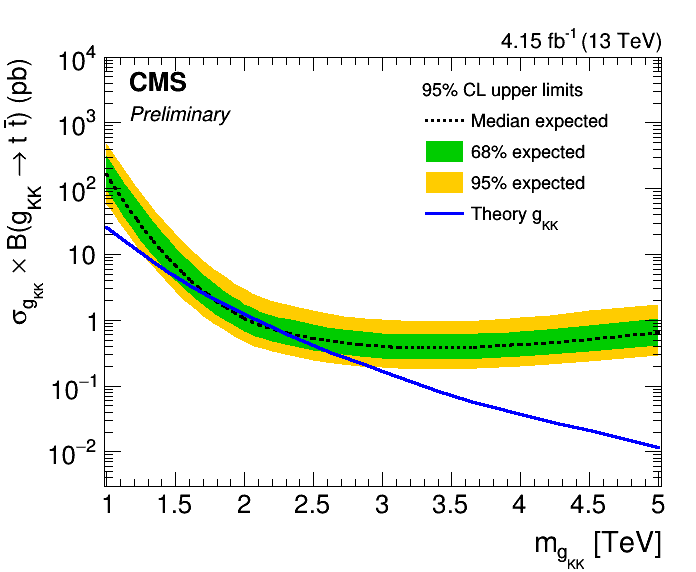 4.15 fb⁻¹ (13 TeV)
CMS
Preliminary
95% CL upper limits
Median expected
68% expected
95% expected
Theory g_KK
σ_g_KK × B(g_KK → t t̄) (pb)
10⁴
10³
10²
10
1
10⁻¹
10⁻²
1 1.5 2 2.5 3 3.5 4 4.5 5
m_g_KK [TeV]